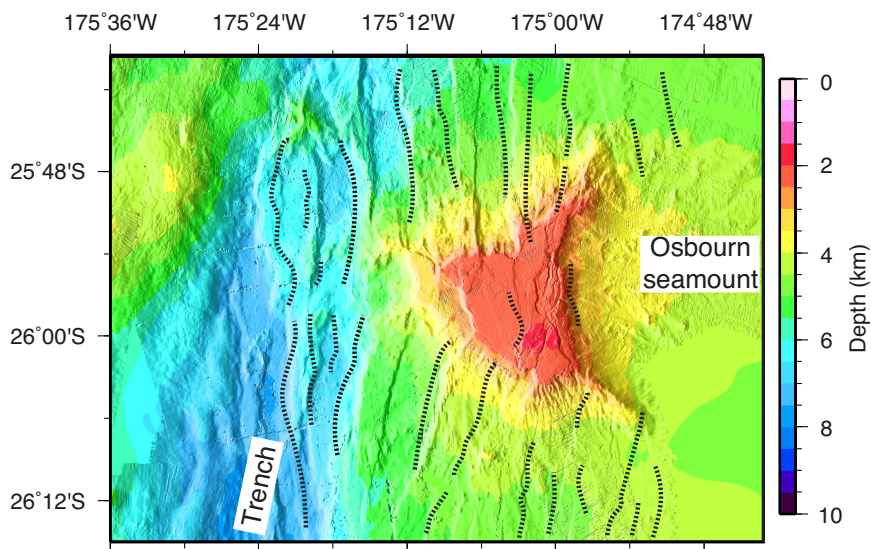 175˚36'W 175˚24'W 175˚12'W 175˚00'W 174˚48'W
25˚48'S
26˚00'S
26˚12'S
Osbourn
seamount
Trench
0
2
4
6
8
10
Depth (km)